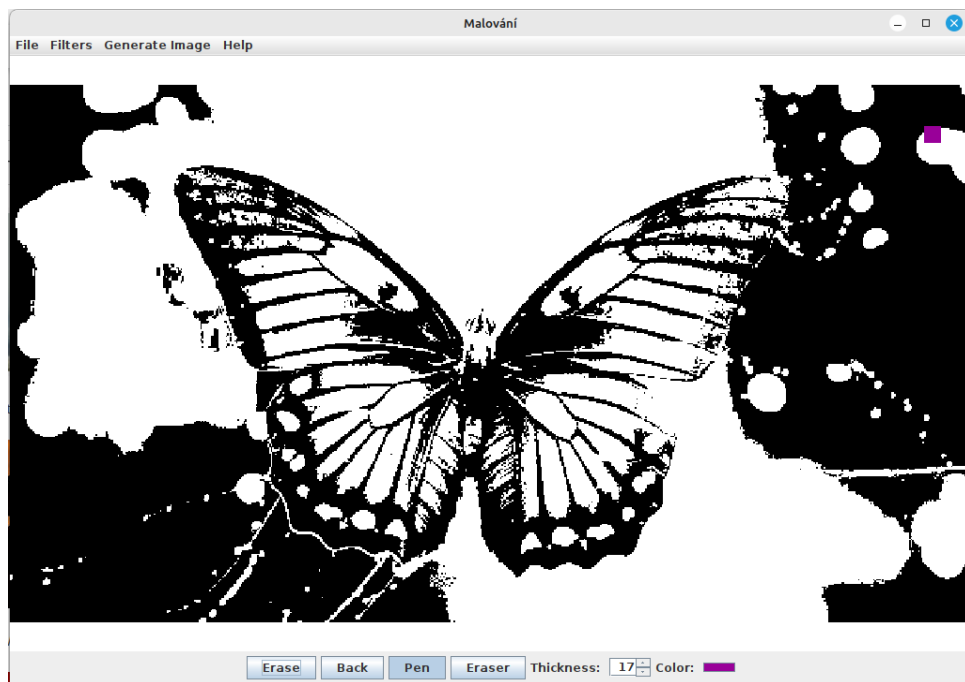 Malování
File Filters Generate Image Help
Erase Back Pen Eraser Thickness: 17 Color: